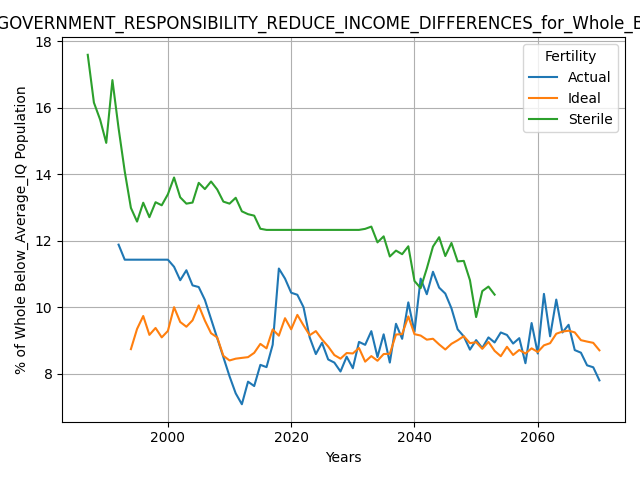 GOVERNMENT_RESPONSIBILITY_REDUCE_INCOME_DIFFERENCES_for_Whole_B
18
16
14
12
10
8
% of Whole Below_Average_IQ Population
Fertility
Actual
Ideal
Sterile
2000
2020
2040
2060
Years